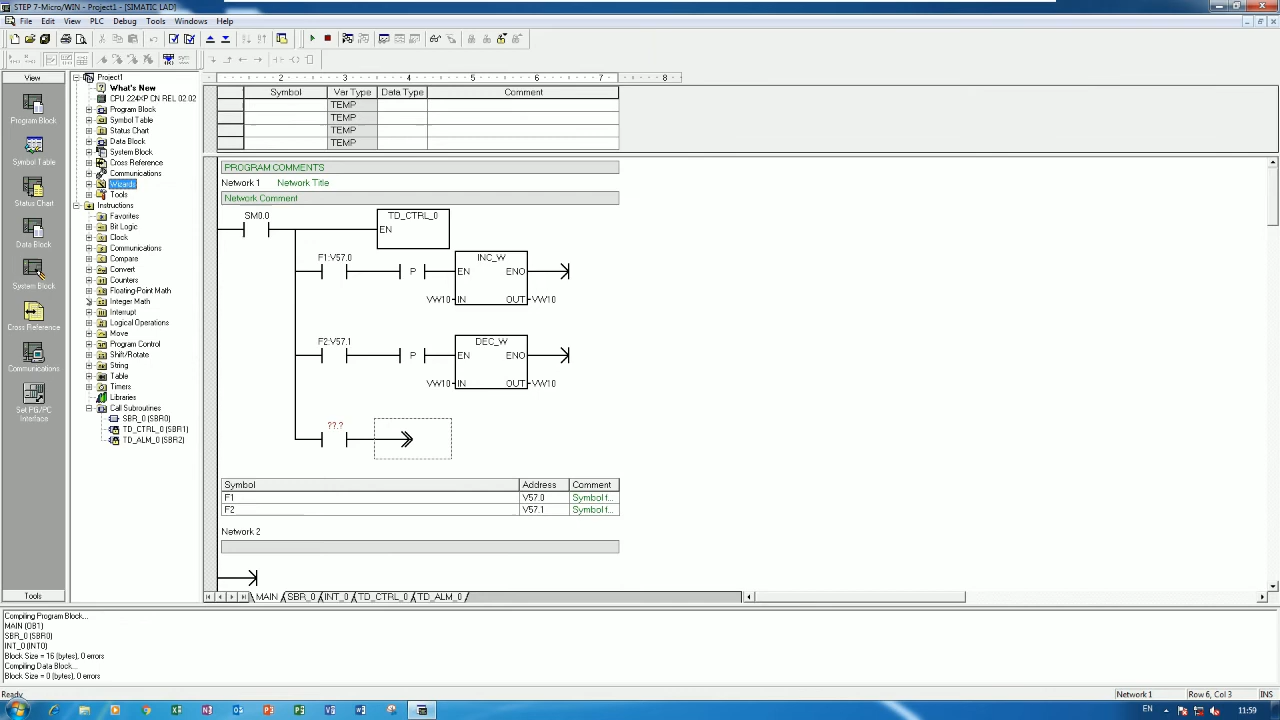 STEP 7-Micro/WIN - Project1 - [SIMATIC LAD]
File Edit View PLC Debug Tools Windows Help
View
Program Block
Symbol Table
Status Chart
Data Block
System Block
Cross Reference
Communications
Set PG/PC
Interface
Tools
Project1
What's New
CPU 224XP CN REL 02.02
Program Block
Symbol Table
Status Chart
Data Block
System Block
Cross Reference
Communications
Wizards
Tools
Instructions
Favorites
Bit Logic
Clock
Communications
Compare
Convert
Counters
Floating-Point Math
Integer Math
Interrupt
Logical Operations
Move
Program Control
Shift/Rotate
String
Table
Timers
Libraries
Call Subroutines
SBR_0 (SBR0)
TD_CTRL_0 (SBR1)
TD_ALM_0 (SBR2)
2 3 4 5 6 7 8
Symbol Var Type Data Type Comment
TEMP
TEMP
TEMP
TEMP
PROGRAM COMMENTS
Network 1 Network Title
Network Comment
SM0.0 TD_CTRL_0
EN
F1:V57.0 INC_W
P EN ENO
VW10 IN OUT VW10
F2:V57.1 DEC_W
P EN ENO
VW10 IN OUT VW10
??.?
Symbol Address Comment
F1 V57.0 Symbol f...
F2 V57.1 Symbol f...
Network 2
MAIN SBR_0 INT_0 TD_CTRL_0 TD_ALM_0
Compiling Program Block...
MAIN (OB1)
SBR_0 (SBR0)
INT_0 (INT0)
Block Size = 16 (bytes), 0 errors
Compiling Data Block...
Block Size = 0 (bytes), 0 errors
Ready Network 1 Row 6, Col 3 INS
EN 11:59